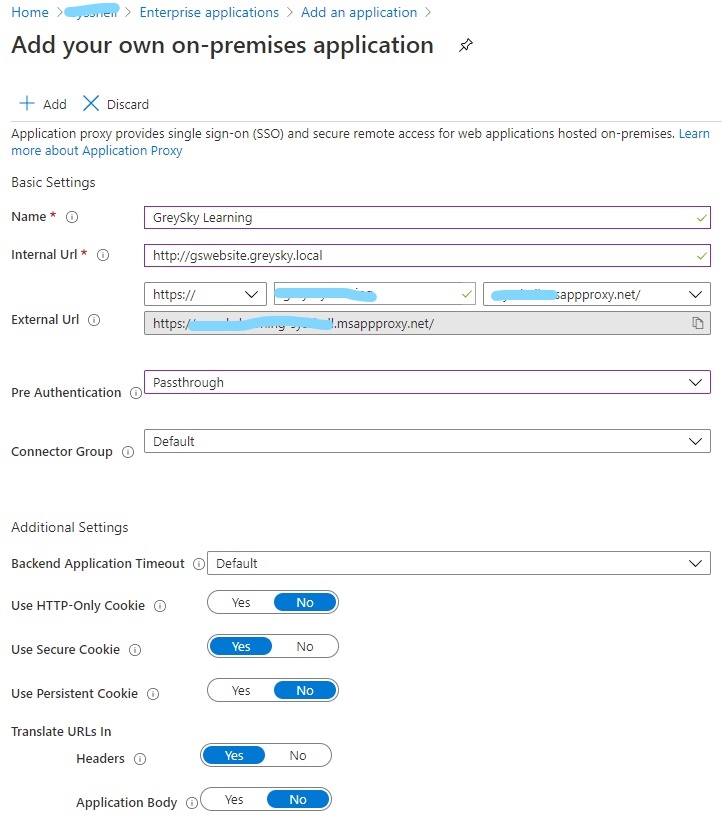 Home > > Enterprise applications > Add an application >
Add your own on-premises application
Add Discard
Application proxy provides single sign-on (SSO) and secure remote access for web applications hosted on-premises. Learn
more about Application Proxy
Basic Settings
Name *
GreySky Learning
Internal Url *
http://gswebsite.greysky.local
https://
sappproxy.net/
External Url
https:/ .msappproxy.net/
Pre Authentication
Passthrough
Connector Group
Default
Additional Settings
Backend Application Timeout
Default
Use HTTP-Only Cookie
Yes No
Use Secure Cookie
Yes No
Use Persistent Cookie
Yes No
Translate URLs In
Headers
Yes No
Application Body
Yes No